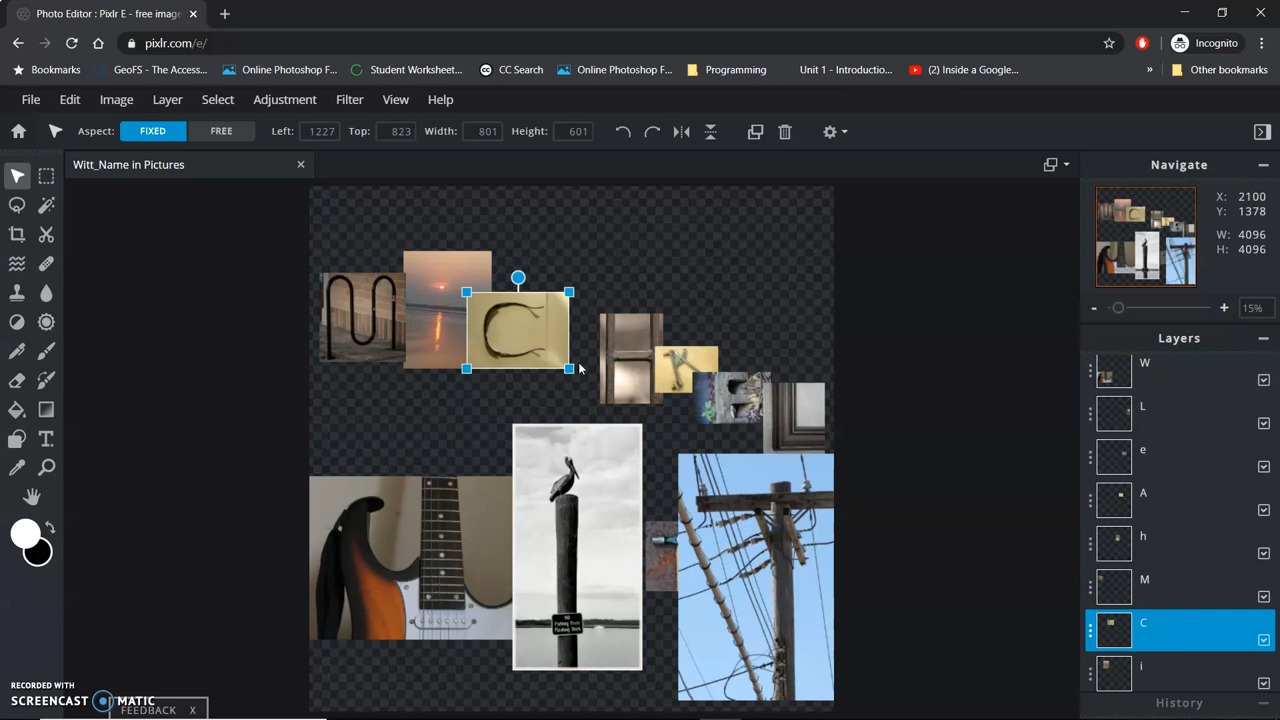 Photo Editor : Pixlr E - free imag
pixlr.com/e/
Incognito
Bookmarks
GeoFS - The Access...
Online Photoshop F...
Student Worksheet...
CC Search
Online Photoshop F...
Programming
Unit 1 - Introductio...
(2) Inside a Google...
»
Other bookmarks
File Edit Image Layer Select Adjustment Filter View Help
Aspect: FIXED FREE Left: 1227 Top: 823 Width: 801 Height: 601
Witt_Name in Pictures
Navigate
X: 2100
Y: 1378
W: 4096
H: 4096
15%
Layers
W
L
e
A
h
M
C
i
History
NO
RECORDED WITH
SCREENCAST MATIC
FEEDBACK X